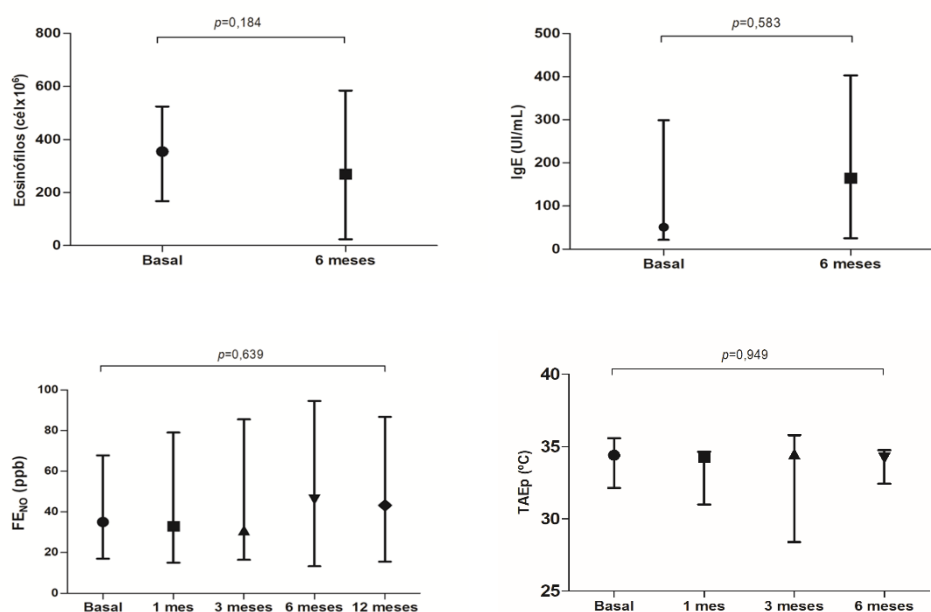 p=0,184
800
600
400
200
0
Eosinófilos (célx10⁶)
Basal 6 meses
p=0,583
500
400
300
200
100
0
IgE (UI/mL)
Basal 6 meses
p=0,639
100
80
60
40
20
0
FENO (ppb)
Basal 1 mes 3 meses 6 meses 12 meses
p=0,949
40
35
30
25
TAEp (ºC)
Basal 1 mes 3 meses 6 meses